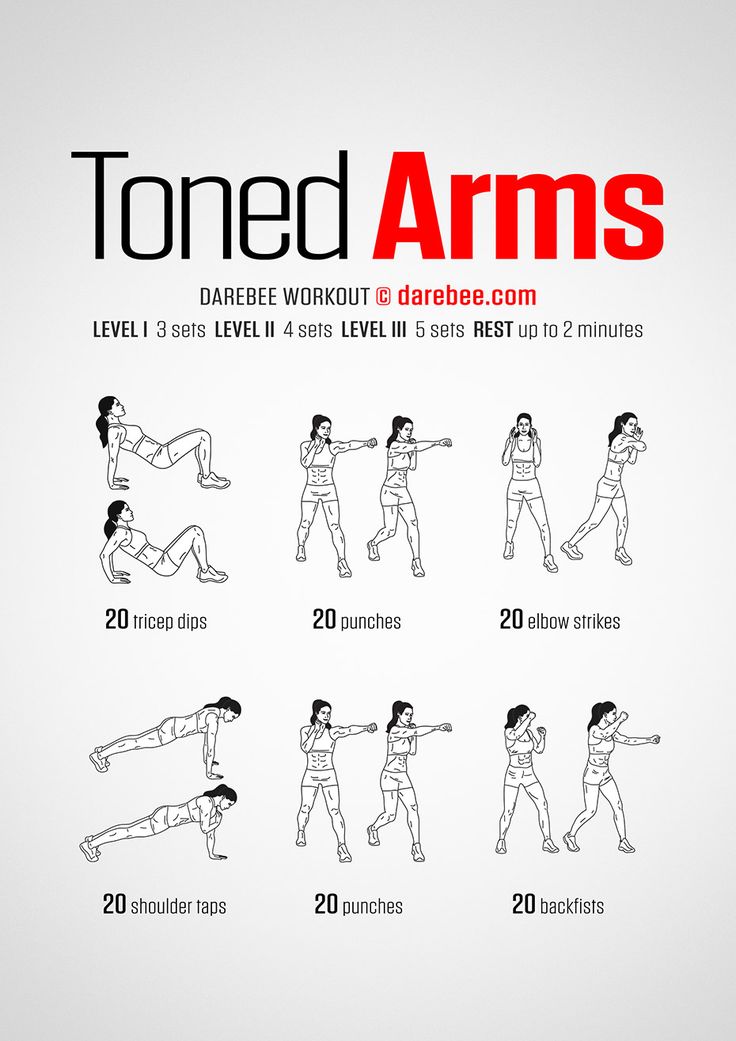 Toned Arms
DAREBEE WORKOUT © darebee.com
LEVEL I 3 sets LEVEL II 4 sets LEVEL III 5 sets REST up to 2 minutes
20 tricep dips
20 punches
20 elbow strikes
20 shoulder taps
20 punches
20 backfists